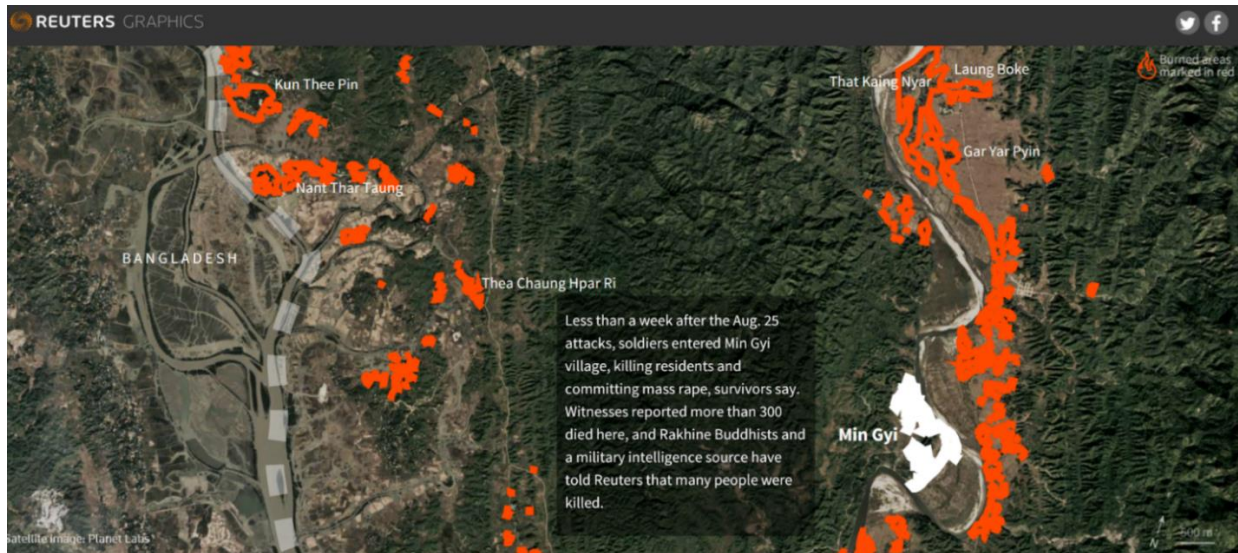 REUTERS GRAPHICS
Burned areas
marked in red
Kun Thee Pin
That Kaing Nyar
Laung Boke
Gar Yar Pyin
Nant Thar Taung
BANGLADESH
Thea Chaung Hpar Ri
Less than a week after the Aug. 25
attacks, soldiers entered Min Gyi
village, killing residents and
committing mass rape, survivors say.
Witnesses reported more than 300
died here, and Rakhine Buddhists and
a military intelligence source have
told Reuters that many people were
killed.
Min Gyi
Satellite image: Planet Labs
N
500 m